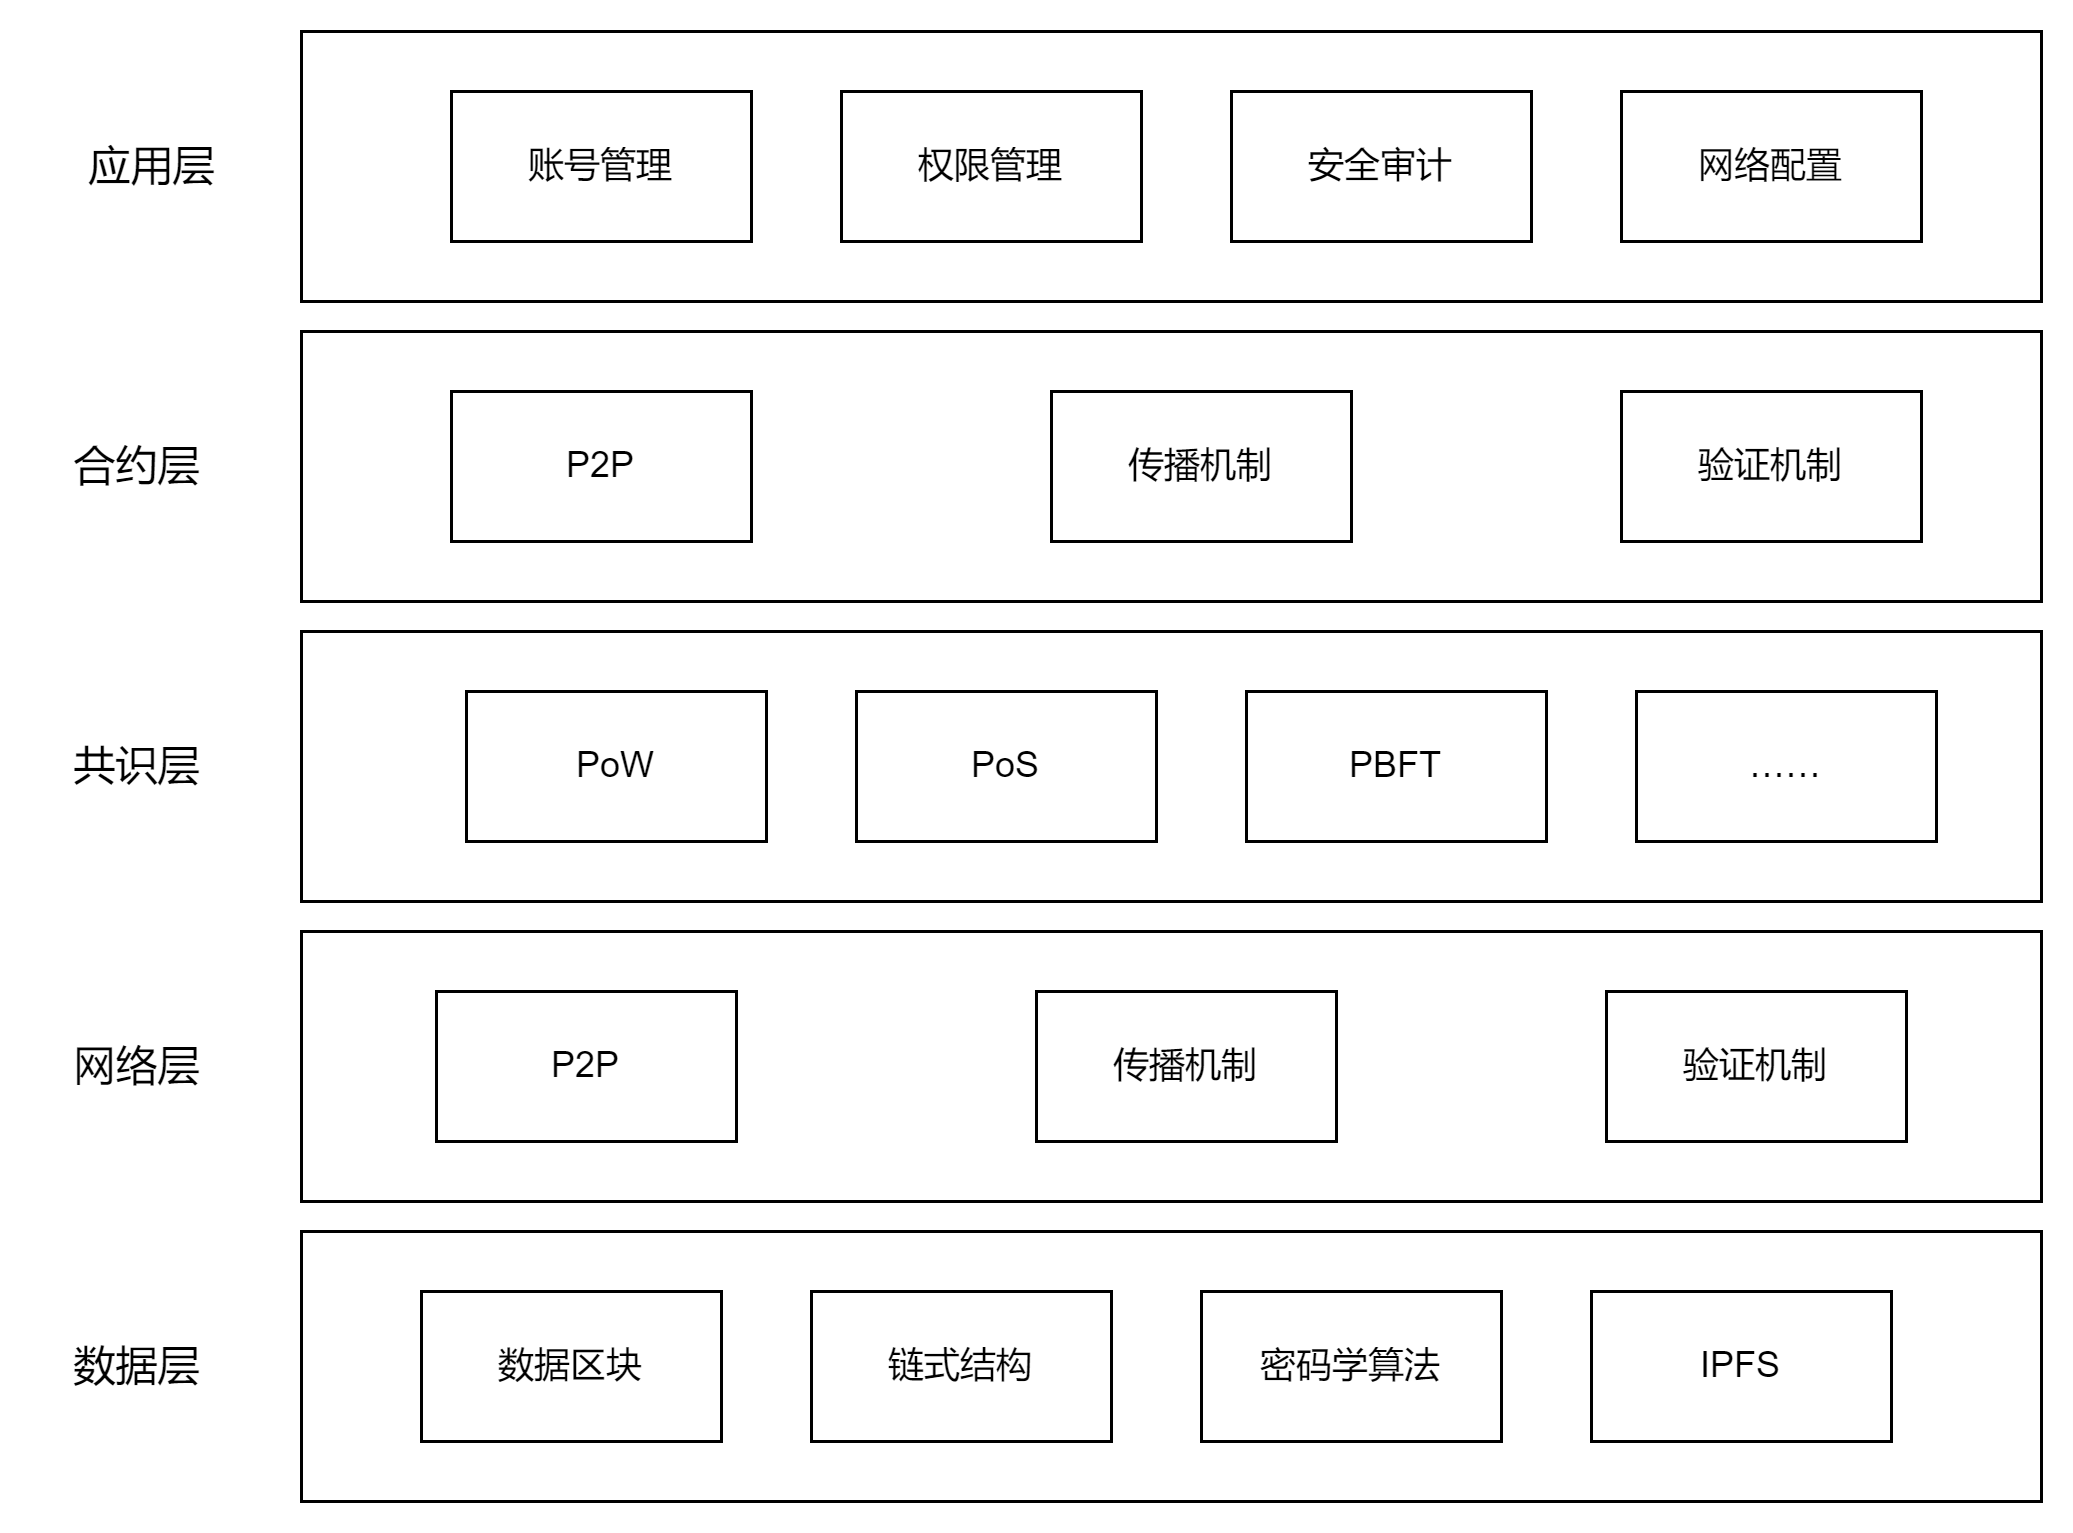 应用层
账号管理
权限管理
安全审计
网络配置
合约层
P2P
传播机制
验证机制
共识层
PoW
PoS
PBFT
……
网络层
P2P
传播机制
验证机制
数据层
数据区块
链式结构
密码学算法
IPFS